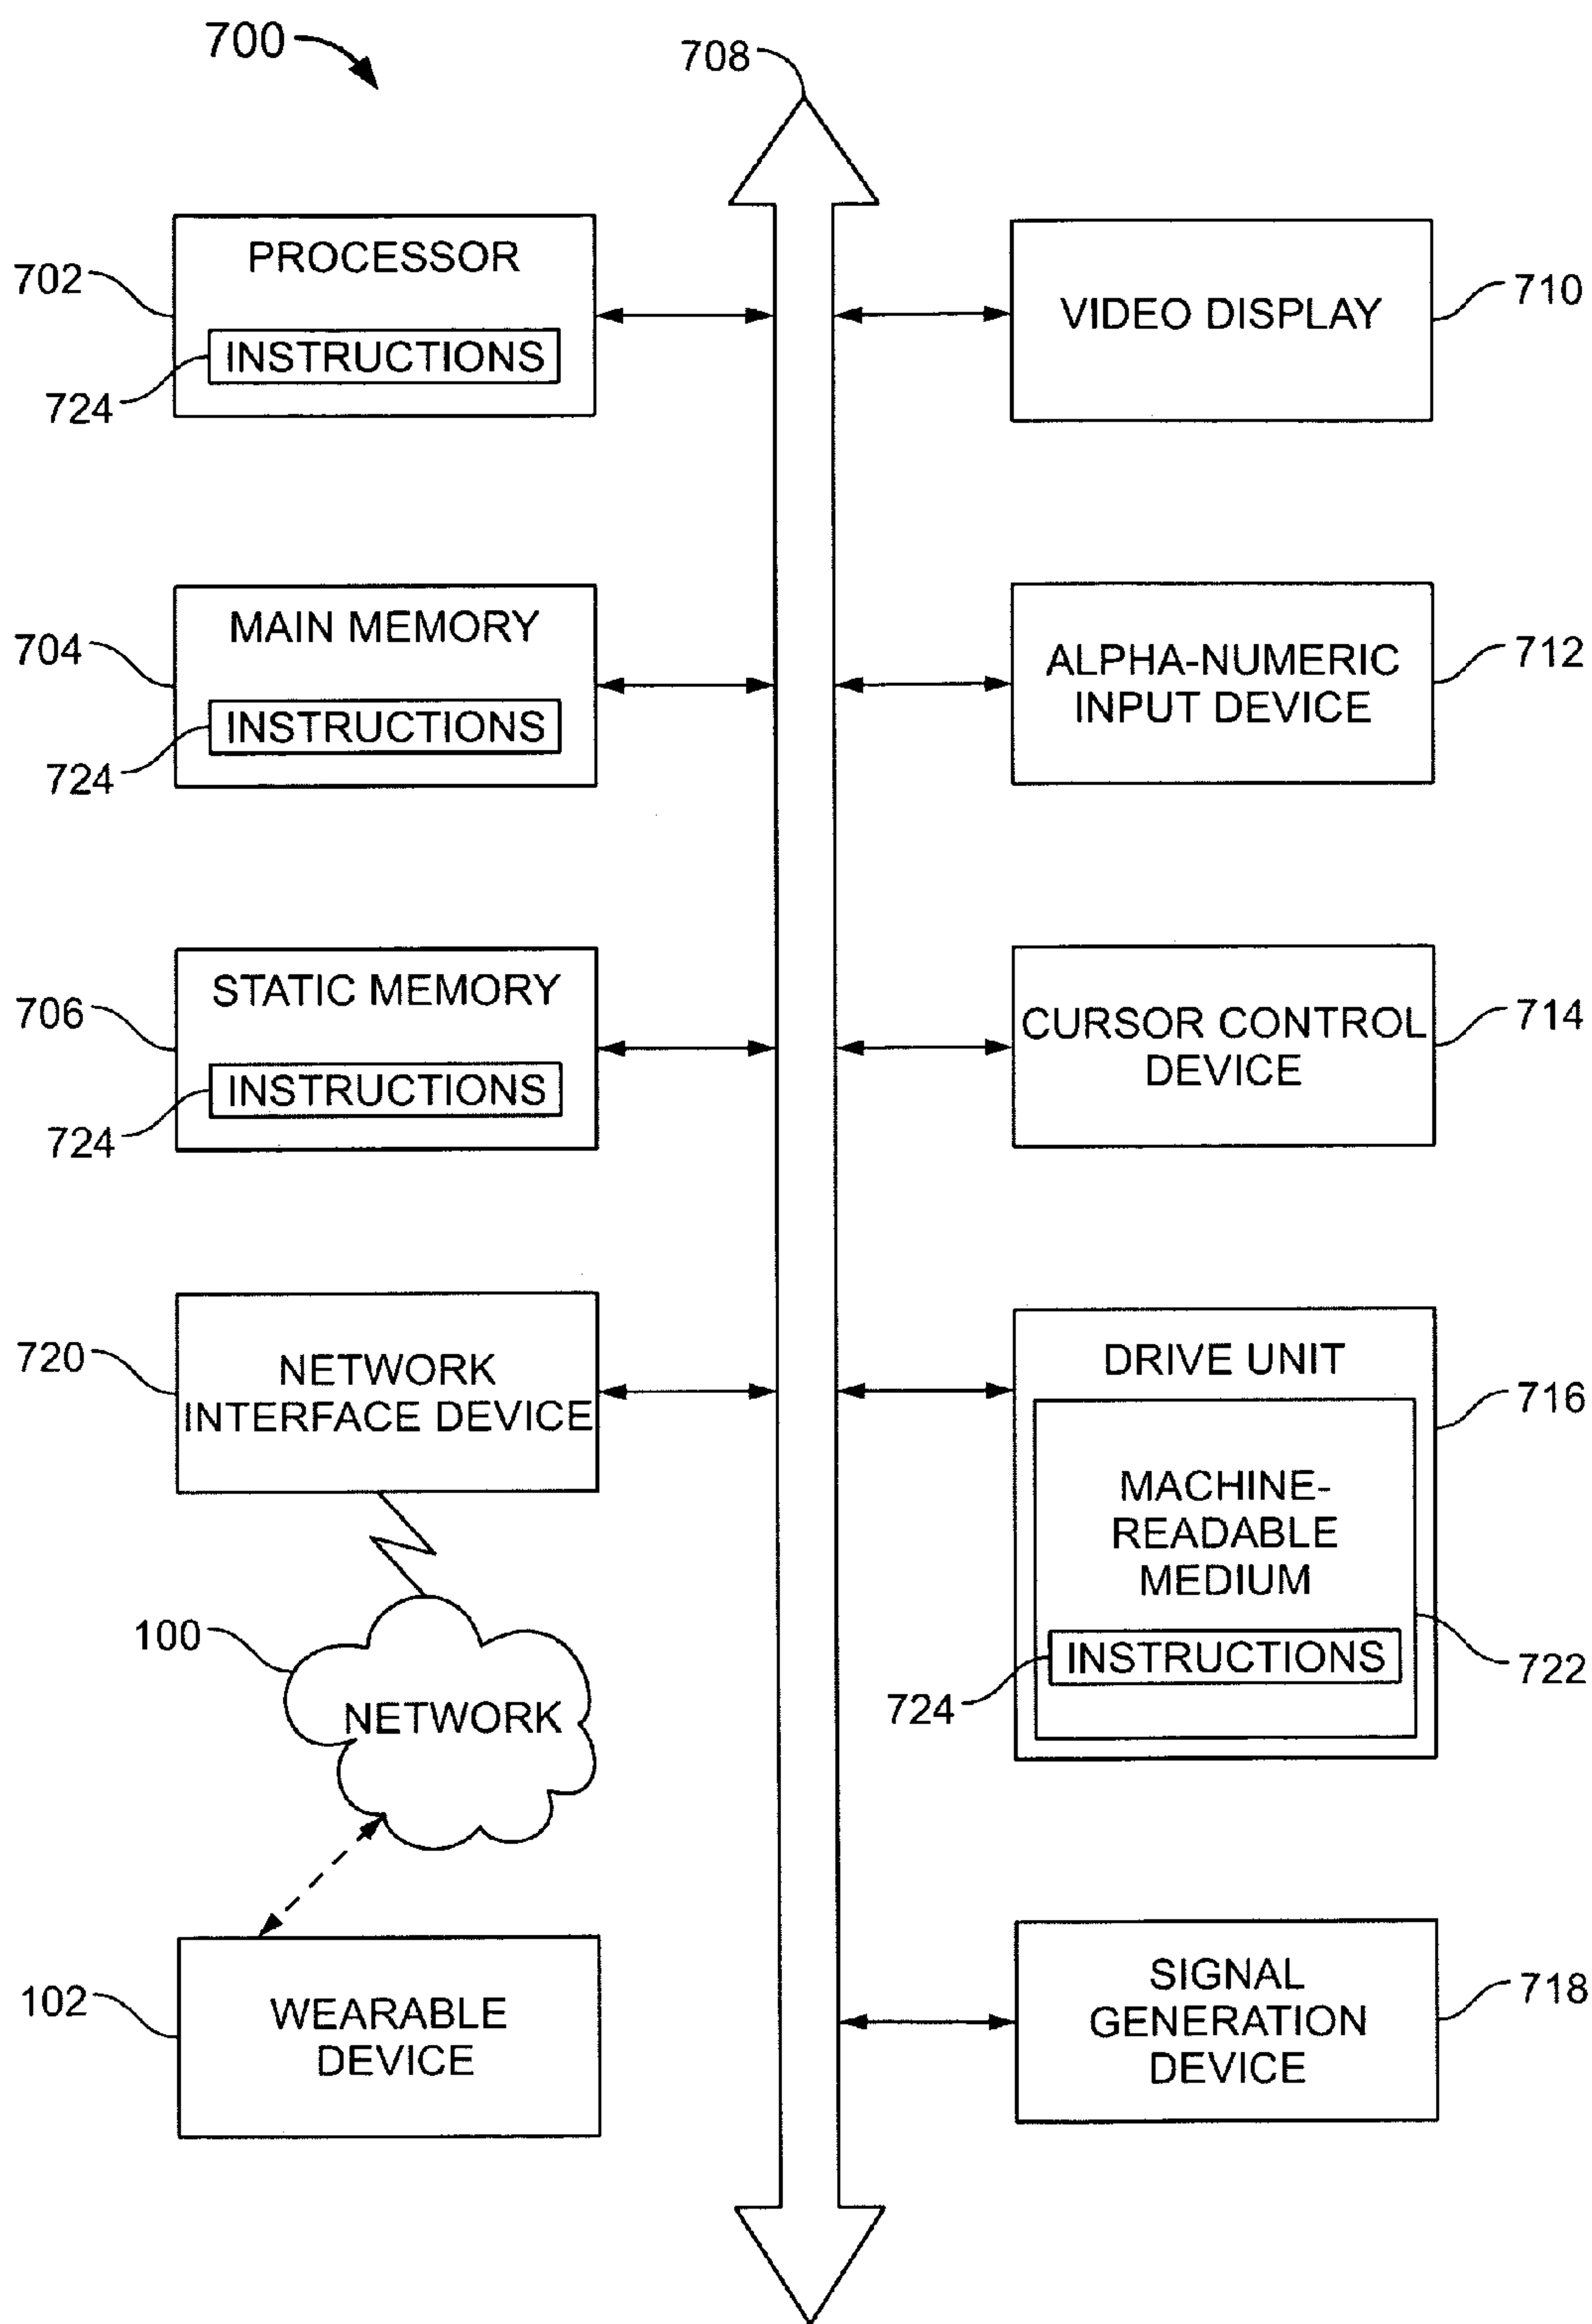 700
708
PROCESSOR
702
INSTRUCTIONS
724
VIDEO DISPLAY
710
MAIN MEMORY
704
INSTRUCTIONS
724
ALPHA-NUMERIC
INPUT DEVICE
712
STATIC MEMORY
706
INSTRUCTIONS
724
CURSOR CONTROL
DEVICE
714
720
NETWORK
INTERFACE DEVICE
DRIVE UNIT
716
MACHINE-
READABLE
MEDIUM
INSTRUCTIONS
722
724
100
NETWORK
102
WEARABLE
DEVICE
SIGNAL
GENERATION
DEVICE
718